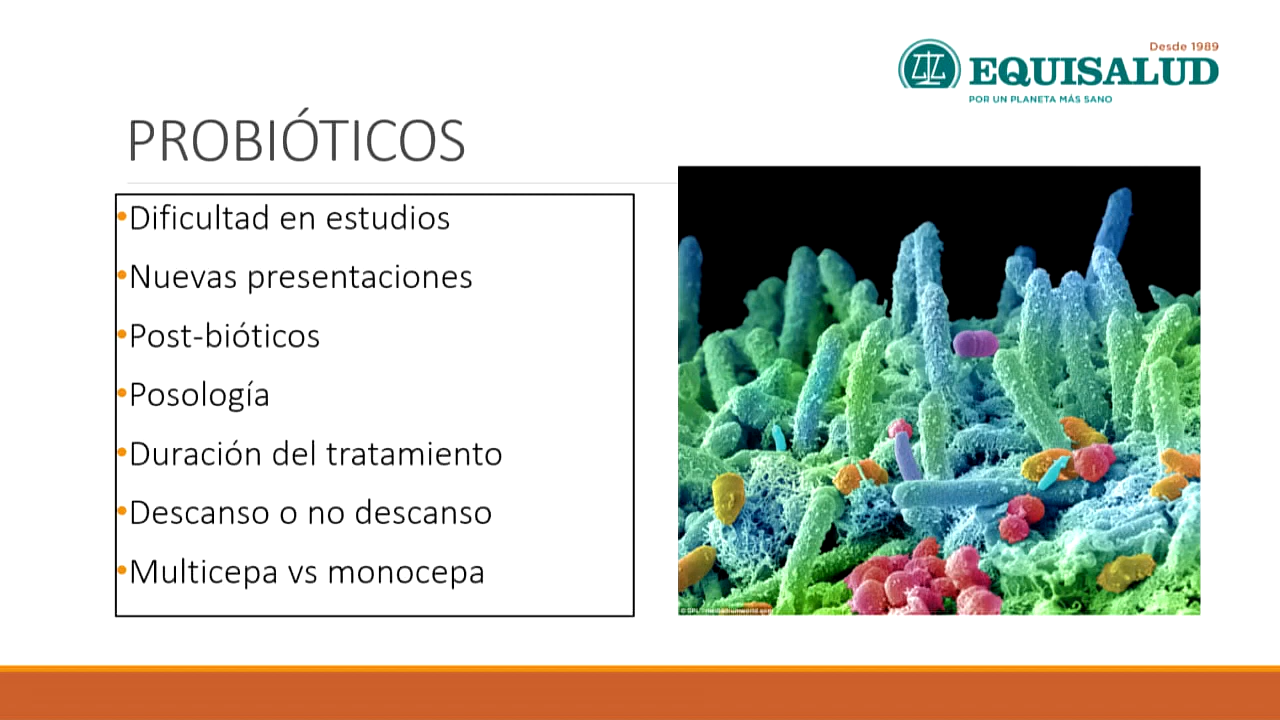 Desde 1989
EQUISALUD
POR UN PLANETA MÁS SANO
PROBIÓTICOS
•Dificultad en estudios
•Nuevas presentaciones
•Post-bióticos
•Posología
•Duración del tratamiento
•Descanso o no descanso
•Multicepa vs monocepa
© SPL